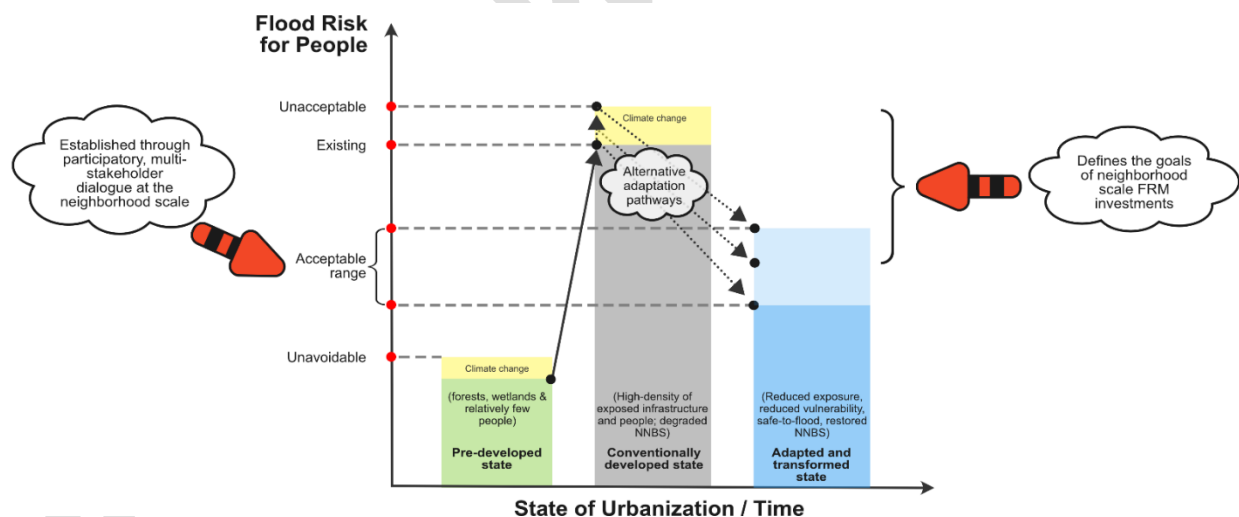 Flood Risk
for People
Unacceptable
Existing
Acceptable
range
Unavoidable
Established through
participatory, multi-
stakeholder
dialogue at the
neighborhood scale
Climate change
(forests, wetlands &
relatively few
people)
Pre-developed
state
Climate change
Alternative
adaptation
pathways
(High-density of
exposed infrastructure
and people; degraded
NNBS)
Conventionally
developed state
(Reduced exposure,
reduced vulnerability,
safe-to-flood, restored
NNBS)
Adapted and
transformed
state
Defines the goals
of neighborhood
scale FRM
investments
State of Urbanization / Time